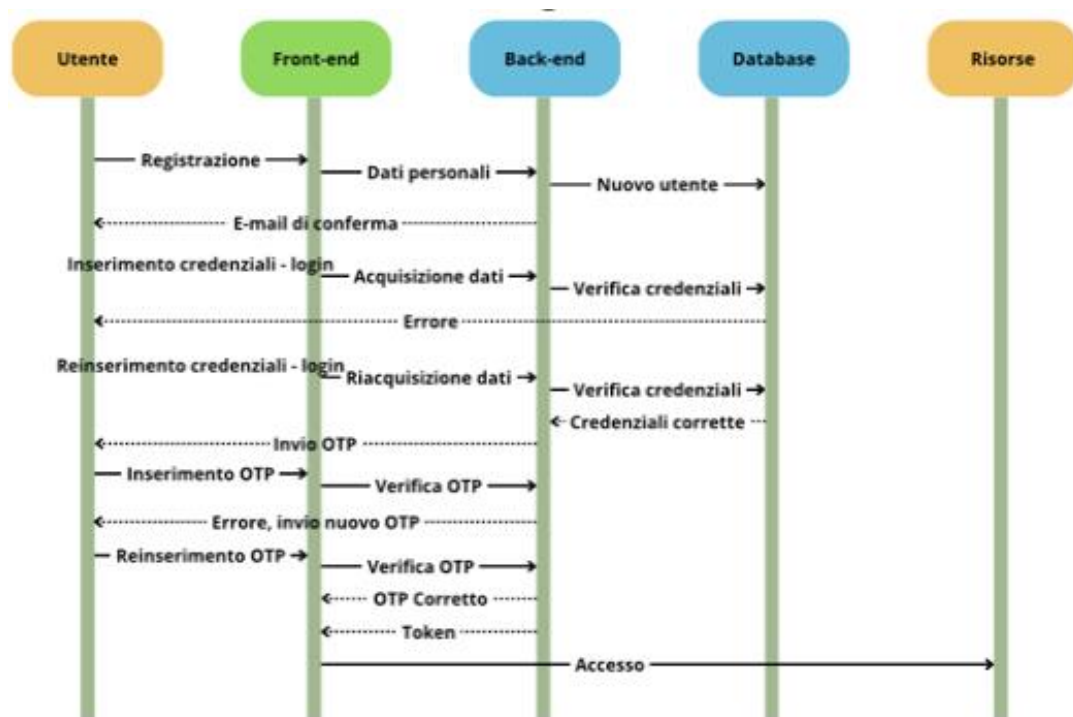 Utente
Front-end
Back-end
Database
Risorse
Registrazione
Dati personali
Nuovo utente
E-mail di conferma
Inserimento credenziali - login
Acquisizione dati
Verifica credenziali
Errore
Reinserimento credenziali - login
Riacquisizione dati
Verifica credenziali
Credenziali corrette
Invio OTP
Inserimento OTP
Verifica OTP
Errore, invio nuovo OTP
Reinserimento OTP
Verifica OTP
OTP Corretto
Token
Accesso